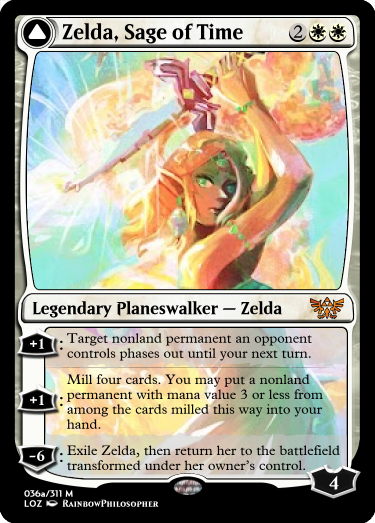 Zelda, Sage of Time 2
Legendary Planeswalker — Zelda
+1: Target nonland permanent an opponent
controls phases out until your next turn.
+1: Mill four cards. You may put a nonland
permanent with mana value 3 or less from
among the cards milled this way into your
hand.
-6: Exile Zelda, then return her to the battlefield
transformed under her owner's control.
4
036a/311 M
LOZ RainbowPhilosopher